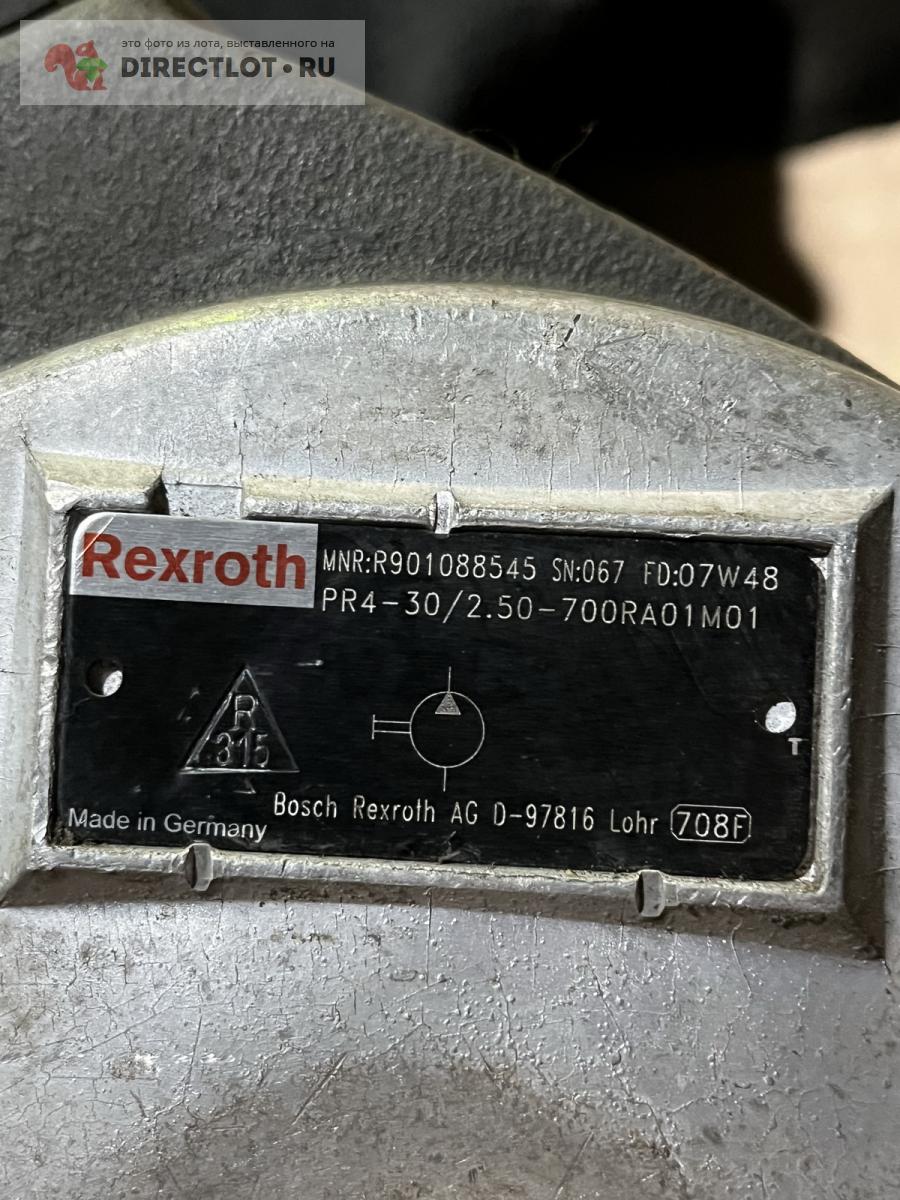 это фото из лота, выставленного на
DIRECTLOT.RU
Rexroth
MNR:R901088545 SN:067 FD:07W48
PR4-30/2.50-700RA01M01
R
315
T
Bosch Rexroth AG D-97816 Lohr 708F
Made in Germany